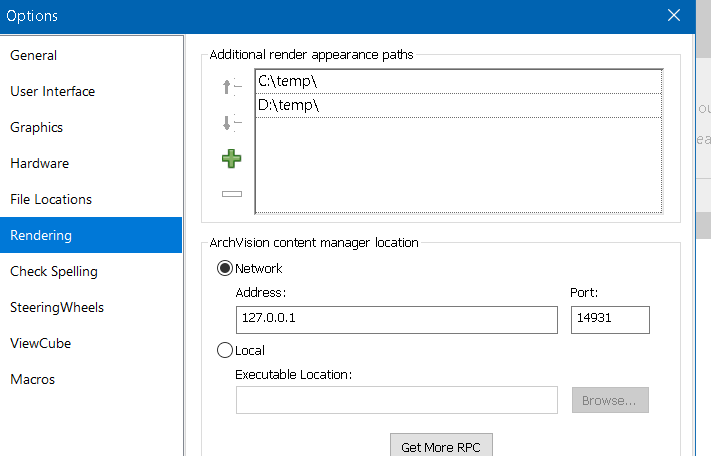 Options
General
User Interface
Graphics
Hardware
File Locations
Rendering
Check Spelling
SteeringWheels
ViewCube
Macros
Additional render appearance paths
C:\temp\
D:\temp\
ArchVision content manager location
Network
Address:
Port:
127.0.0.1
14931
Local
Executable Location:
Browse...
Get More RPC